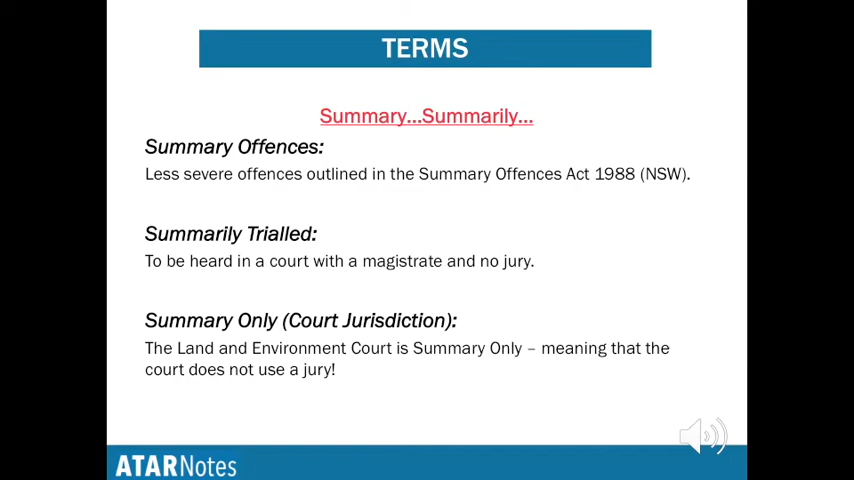 TERMS
Summary...Summarily...
Summary Offences:
Less severe offences outlined in the Summary Offences Act 1988 (NSW).
Summarily Trialled:
To be heard in a court with a magistrate and no jury.
Summary Only (Court Jurisdiction):
The Land and Environment Court is Summary Only – meaning that the
court does not use a jury!
ATARNotes